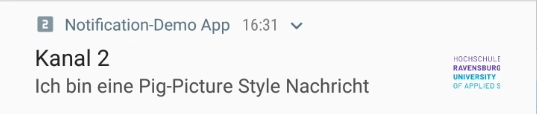 2 Notification-Demo App 16:31
Kanal 2
Ich bin eine Pig-Picture Style Nachricht
HOCHSCHULE
RAVENSBURG
UNIVERSITY
OF APPLIED S